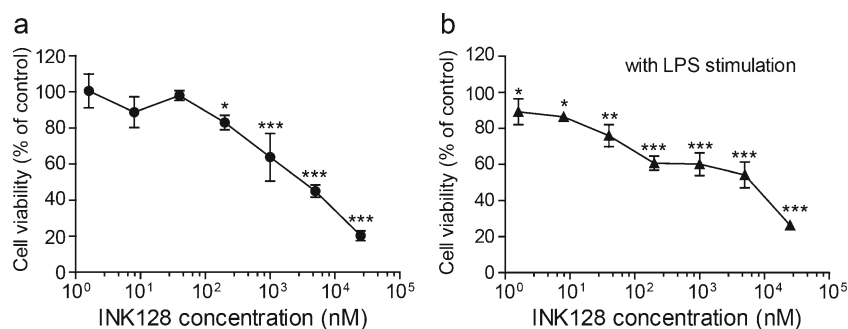 a
Cell viability (% of control)
120
100
80
60
40
20
0
*
***
***
***
10⁰ 10¹ 10² 10³ 10⁴ 10⁵
INK128 concentration (nM)
b
with LPS stimulation
Cell viability (% of control)
120
100
80
60
40
20
0
*
*
**
***
***
***
***
10⁰ 10¹ 10² 10³ 10⁴ 10⁵
INK128 concentration (nM)